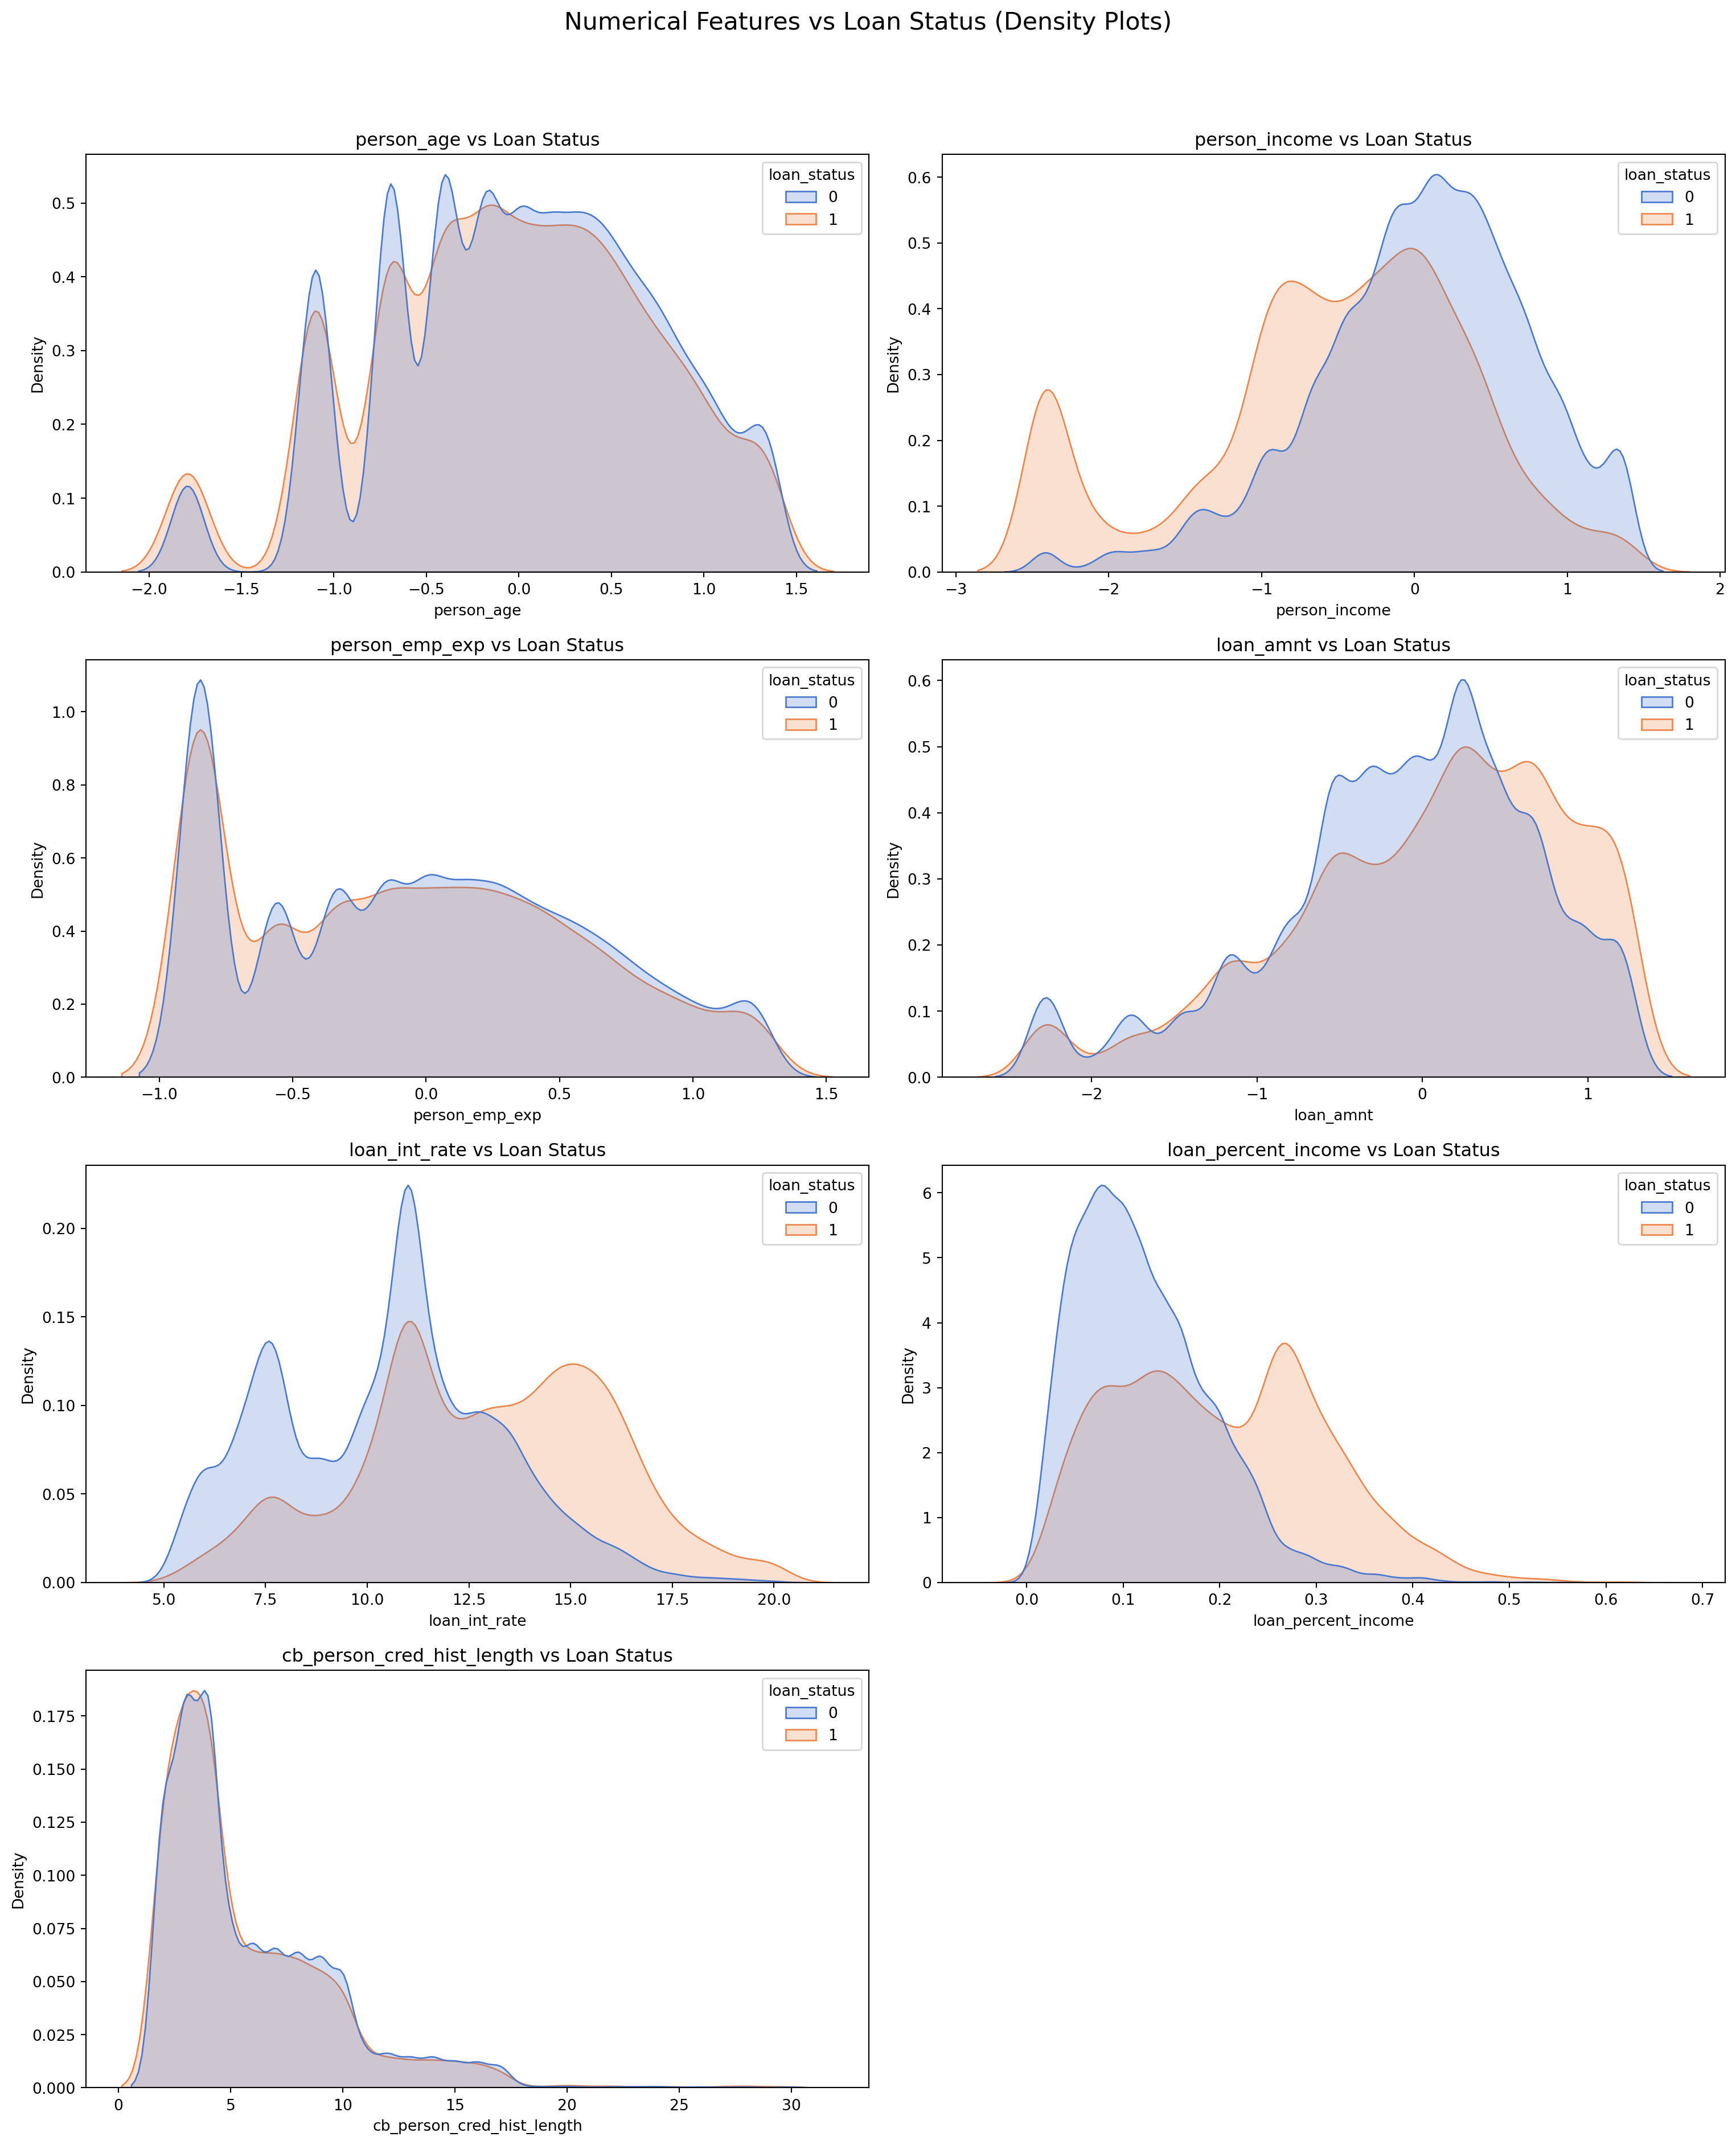 Numerical Features vs Loan Status (Density Plots)
person_age vs Loan Status
loan_status
0
1
Density
0.5
0.4
0.3
0.2
0.1
0.0
−2.0 −1.5 −1.0 −0.5 0.0 0.5 1.0 1.5
person_age
person_income vs Loan Status
loan_status
0
1
Density
0.6
0.5
0.4
0.3
0.2
0.1
0.0
−3 −2 −1 0 1 2
person_income
person_emp_exp vs Loan Status
loan_status
0
1
Density
1.0
0.8
0.6
0.4
0.2
0.0
−1.0 −0.5 0.0 0.5 1.0 1.5
person_emp_exp
loan_amnt vs Loan Status
loan_status
0
1
Density
0.6
0.5
0.4
0.3
0.2
0.1
0.0
−2 −1 0 1
loan_amnt
loan_int_rate vs Loan Status
loan_status
0
1
Density
0.20
0.15
0.10
0.05
0.00
5.0 7.5 10.0 12.5 15.0 17.5 20.0
loan_int_rate
loan_percent_income vs Loan Status
loan_status
0
1
Density
6
5
4
3
2
1
0
0.0 0.1 0.2 0.3 0.4 0.5 0.6 0.7
loan_percent_income
cb_person_cred_hist_length vs Loan Status
loan_status
0
1
Density
0.175
0.150
0.125
0.100
0.075
0.050
0.025
0.000
0 5 10 15 20 25 30
cb_person_cred_hist_length